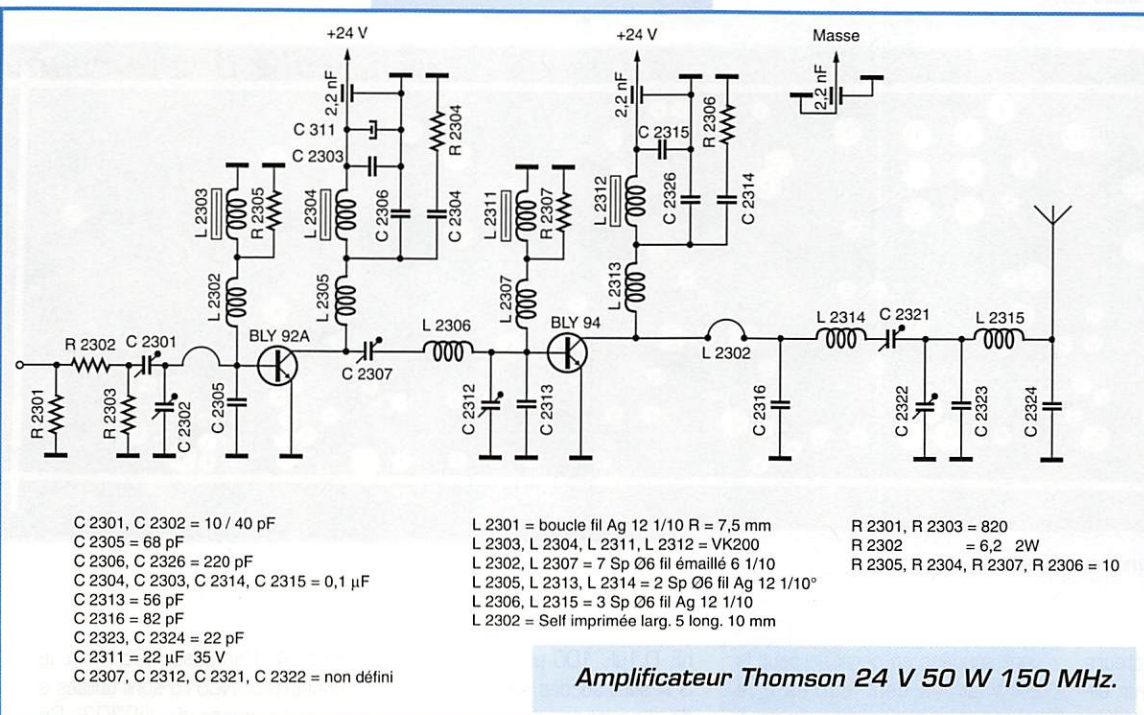 +24 V
+24 V
Masse
2,2 nF
2,2 nF
2,2 nF
C 311
C 2303
R 2304
C 2315
R 2306
L 2303
R 2305
L 2304
C 2306
C 2304
L 2311
R 2307
L 2312
C 2326
C 2314
L 2302
L 2305
L 2307
L 2313
BLY 92A
L 2306
BLY 94
L 2314
C 2321
L 2315
R 2302
C 2301
C 2307
L 2302
R 2301
R 2303
C 2302
C 2305
C 2312
C 2313
C 2316
C 2322
C 2323
C 2324
C 2301, C 2302 = 10 / 40 pF
C 2305 = 68 pF
C 2306, C 2326 = 220 pF
C 2304, C 2303, C 2314, C 2315 = 0,1 µF
C 2313 = 56 pF
C 2316 = 82 pF
C 2323, C 2324 = 22 pF
C 2311 = 22 µF 35 V
C 2307, C 2312, C 2321, C 2322 = non défini
L 2301 = boucle fil Ag 12 1/10 R = 7,5 mm
L 2303, L 2304, L 2311, L 2312 = VK200
L 2302, L 2307 = 7 Sp Ø6 fil émaillé 6 1/10
L 2305, L 2313, L 2314 = 2 Sp Ø6 fil Ag 12 1/10°
L 2306, L 2315 = 3 Sp Ø6 fil Ag 12 1/10
L 2302 = Self imprimée larg. 5 long. 10 mm
R 2301, R 2303 = 820
R 2302 = 6,2 2W
R 2305, R 2304, R 2307, R 2306 = 10
Amplificateur Thomson 24 V 50 W 150 MHz.